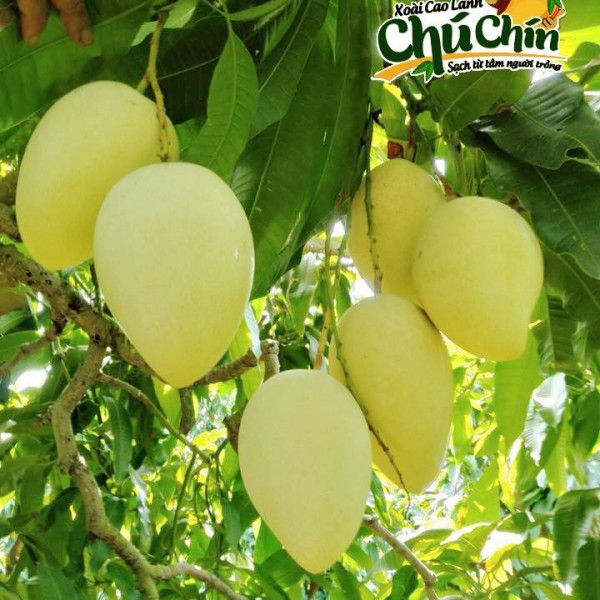 Xoài Cao Lãnh
Chú Chín
Sạch từ tâm người trồng